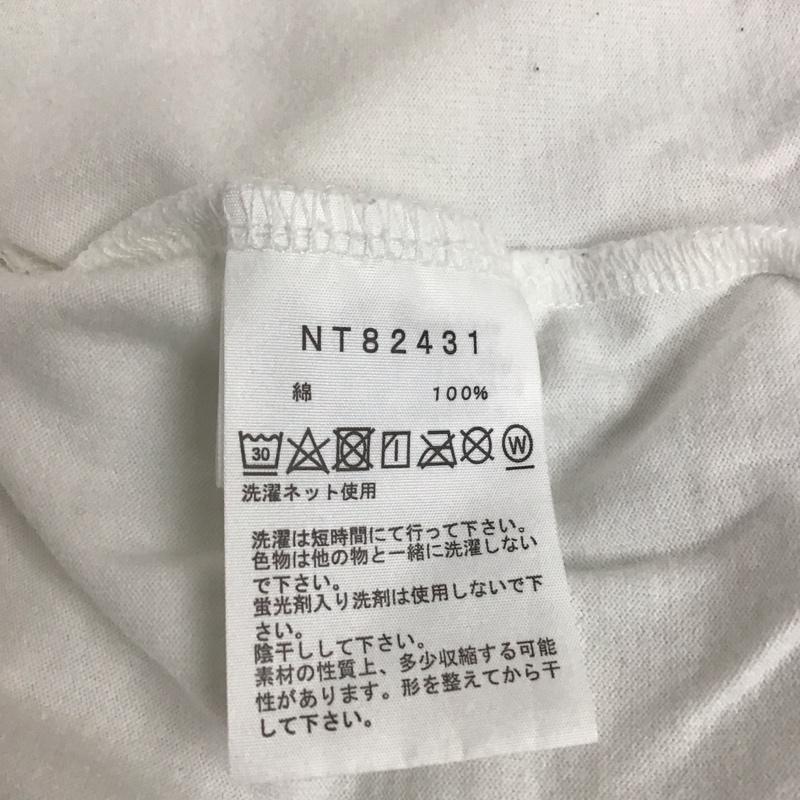 NT82431
綿 100%
30 W
洗濯ネット使用
洗濯は短時間にて行って下さい。
色物は他の物と一緒に洗濯しない
で下さい。
蛍光剤入り洗剤は使用しないで下
さい。
陰干しして下さい。
素材の性質上、多少収縮する可能
性があります。形を整えてから干
して下さい。